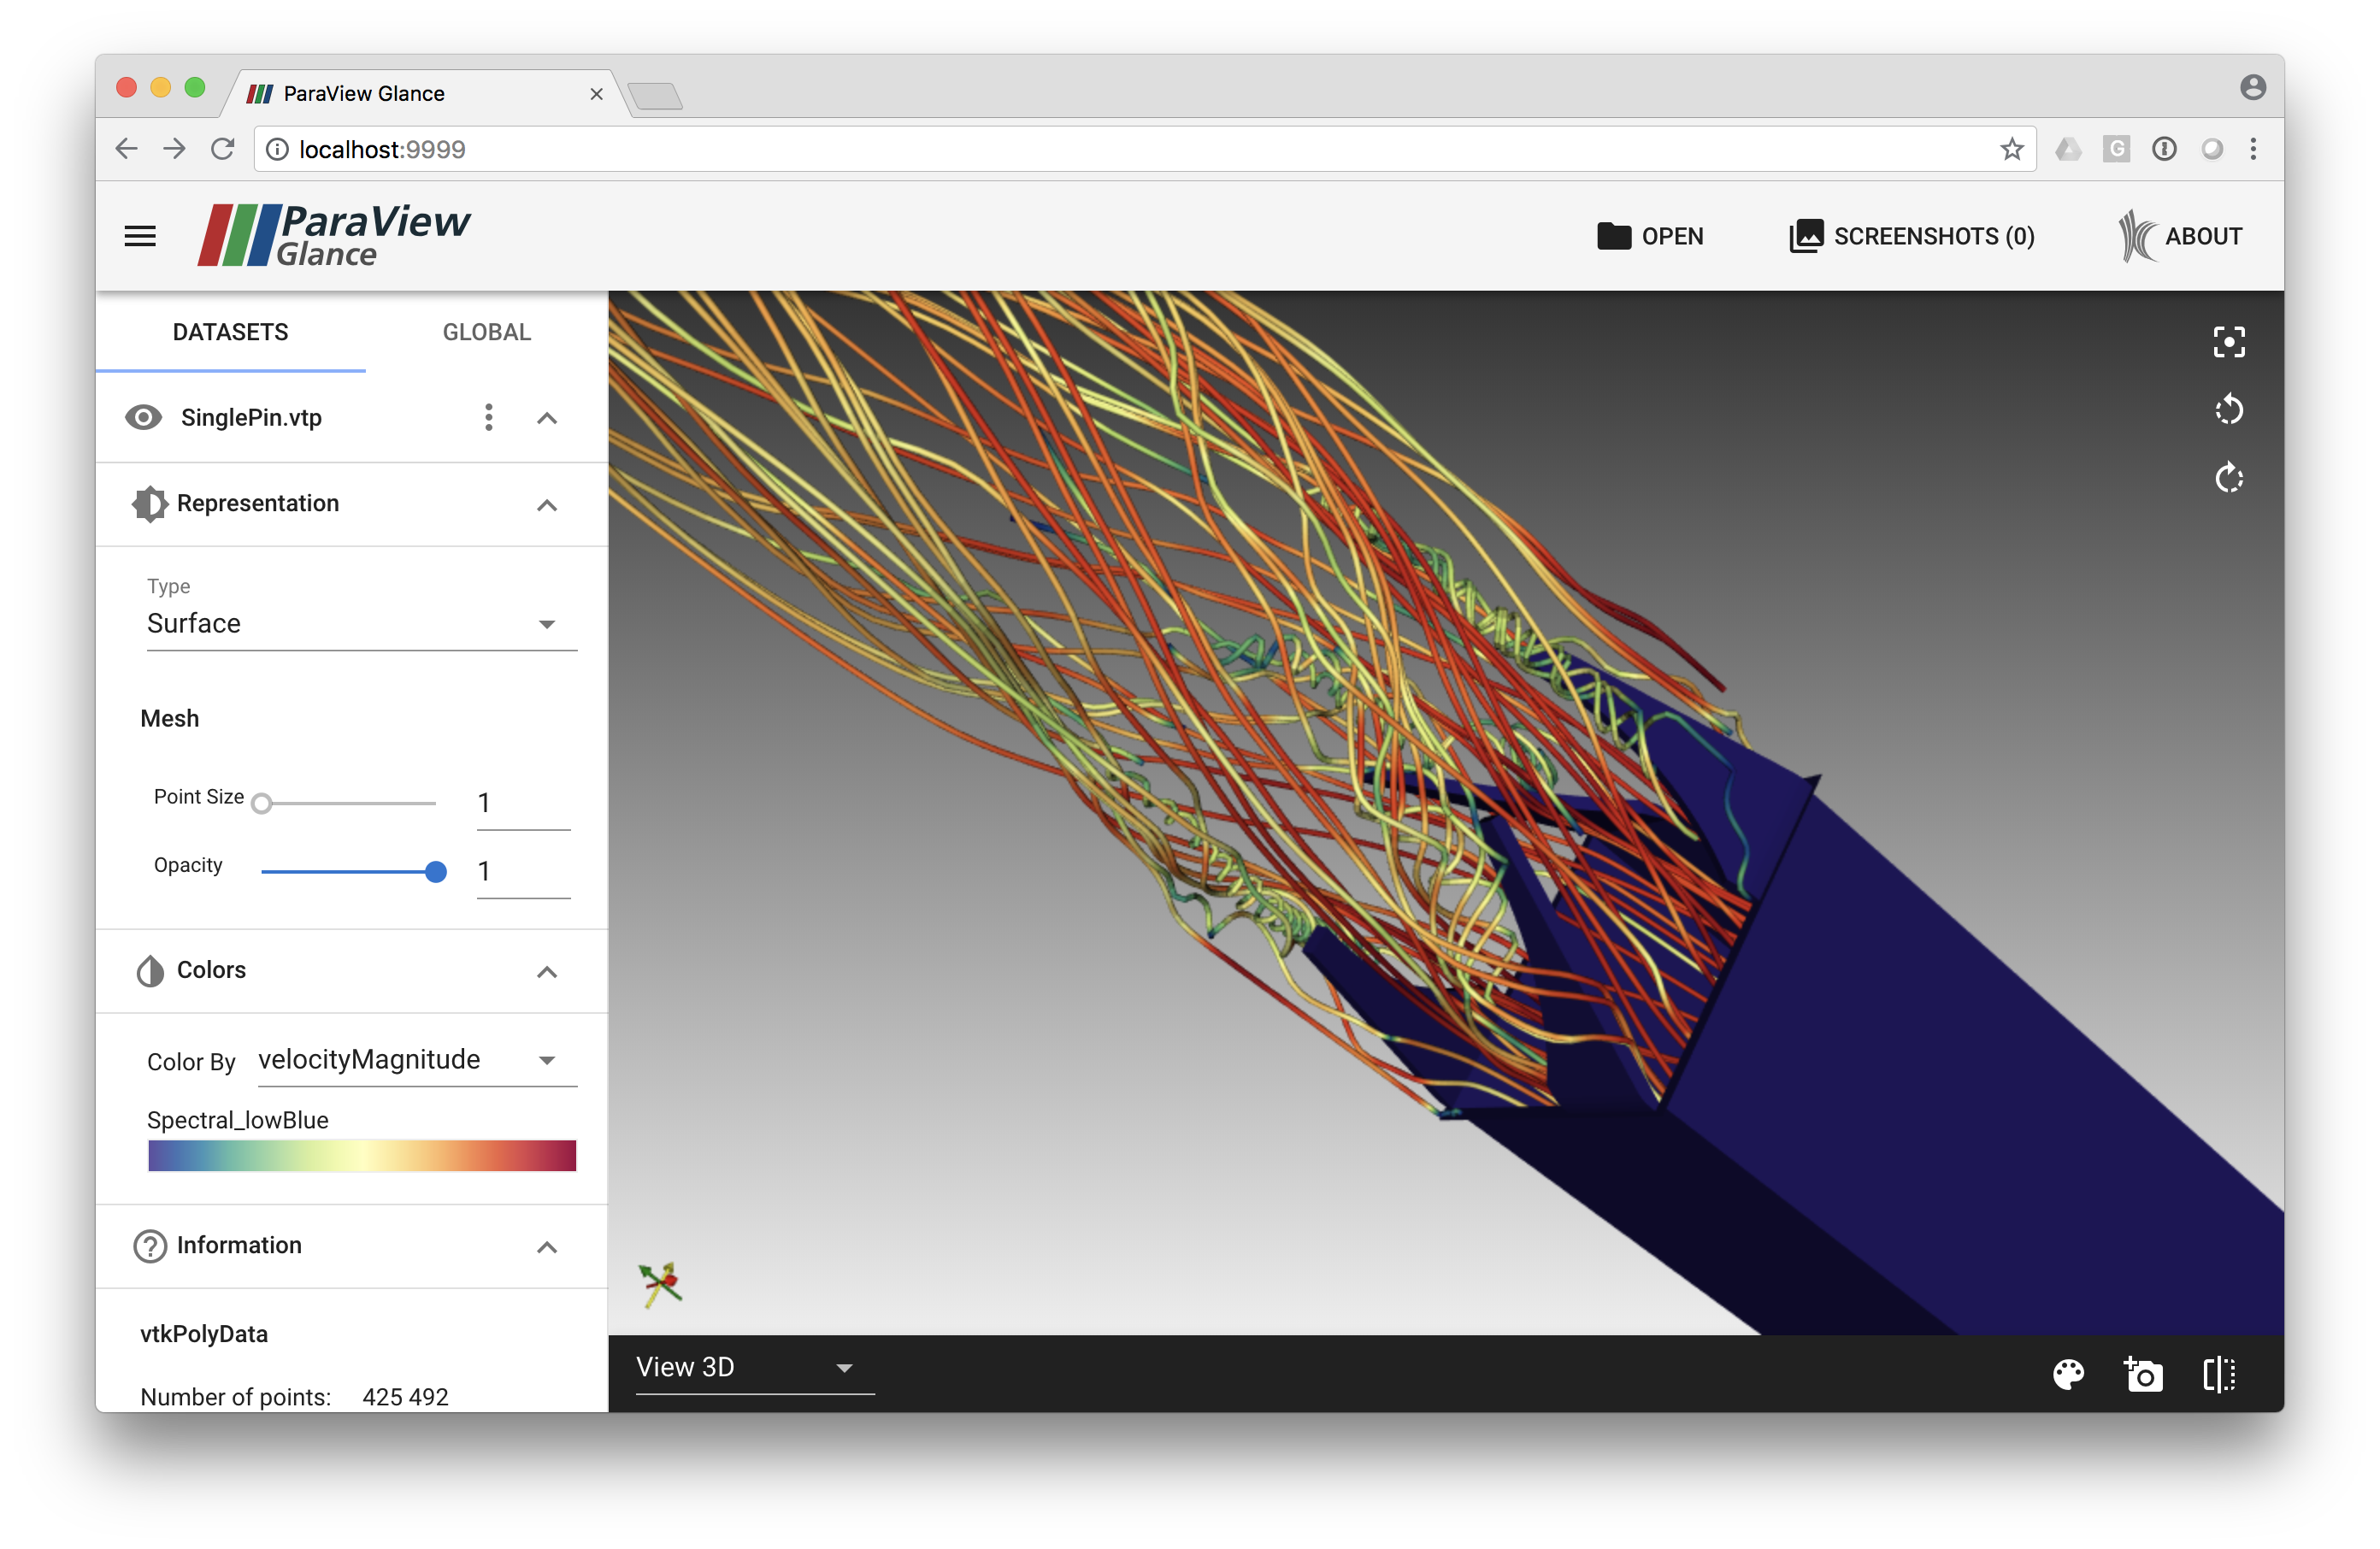 ParaView Glance
localhost:9999
ParaView
Glance
OPEN
SCREENSHOTS (0)
ABOUT
DATASETS
GLOBAL
SinglePin.vtp
Representation
Type
Surface
Mesh
Point Size
1
Opacity
1
Colors
Color By
velocityMagnitude
Spectral_lowBlue
Information
vtkPolyData
Number of points: 425 492
View 3D
G